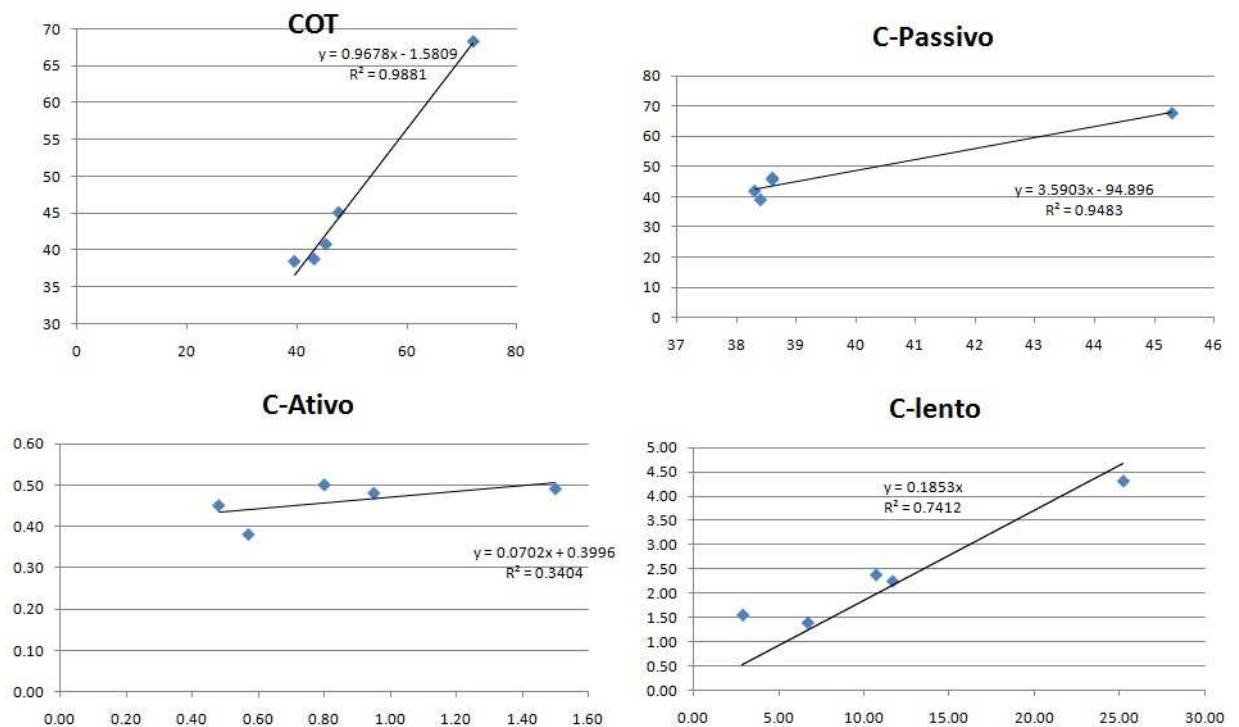 COT
y = 0.9678x - 1.5809
R² = 0.9881
70
65
60
55
50
45
40
35
30
0 20 40 60 80
C-Passivo
y = 3.5903x - 94.896
R² = 0.9483
80
70
60
50
40
30
20
10
0
37 38 39 40 41 42 43 44 45 46
C-Ativo
y = 0.0702x + 0.3996
R² = 0.3404
0.60
0.50
0.40
0.30
0.20
0.10
0.00
0.00 0.20 0.40 0.60 0.80 1.00 1.20 1.40 1.60
C-lento
y = 0.1853x
R² = 0.7412
5.00
4.50
4.00
3.50
3.00
2.50
2.00
1.50
1.00
0.50
0.00
0.00 5.00 10.00 15.00 20.00 25.00 30.00